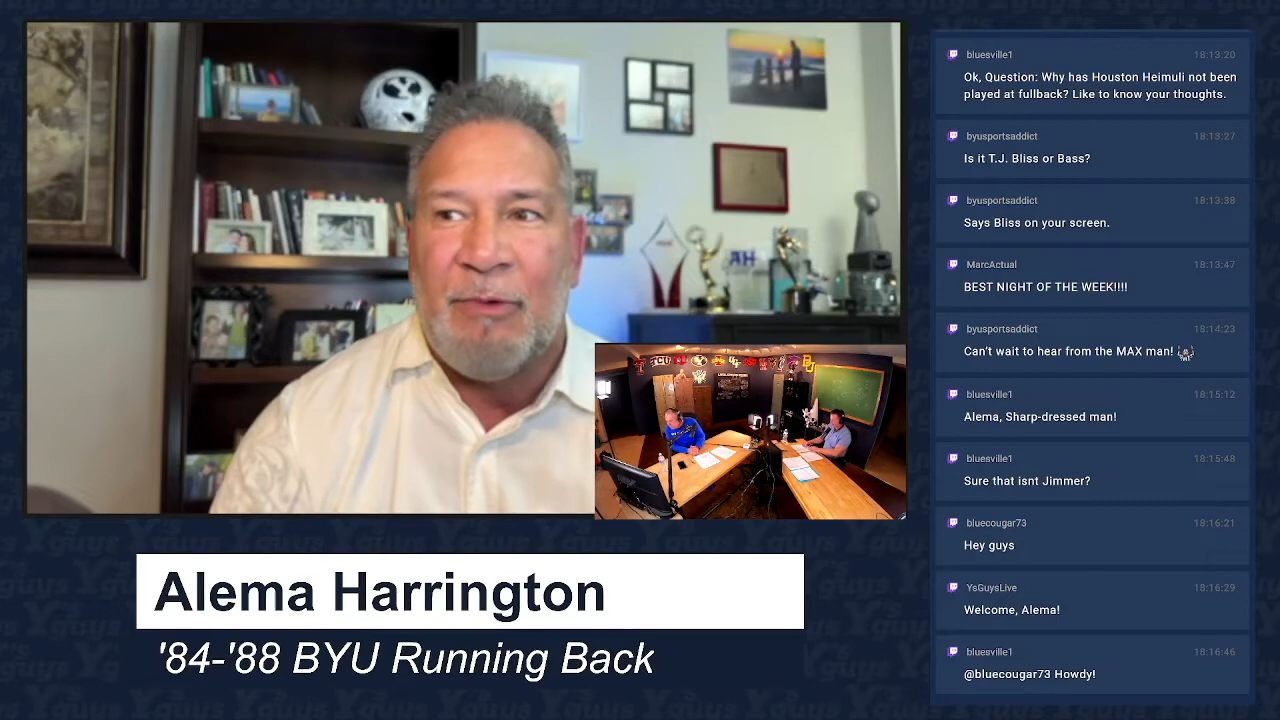 AH
TCU
Alema Harrington
'84-'88 BYU Running Back
bluesville1 18:13:20
Ok, Question: Why has Houston Heimuli not been
played at fullback? Like to know your thoughts.
byusportsaddict 18:13:27
Is it T.J. Bliss or Bass?
byusportsaddict 18:13:38
Says Bliss on your screen.
MarcActual 18:13:47
BEST NIGHT OF THE WEEK!!!!
byusportsaddict 18:14:23
Can't wait to hear from the MAX man!
bluesville1 18:15:12
Alema, Sharp-dressed man!
bluesville1 18:15:48
Sure that isnt Jimmer?
bluecougar73 18:16:21
Hey guys
YsGuysLive 18:16:29
Welcome, Alema!
bluesville1 18:16:46
@bluecougar73 Howdy!